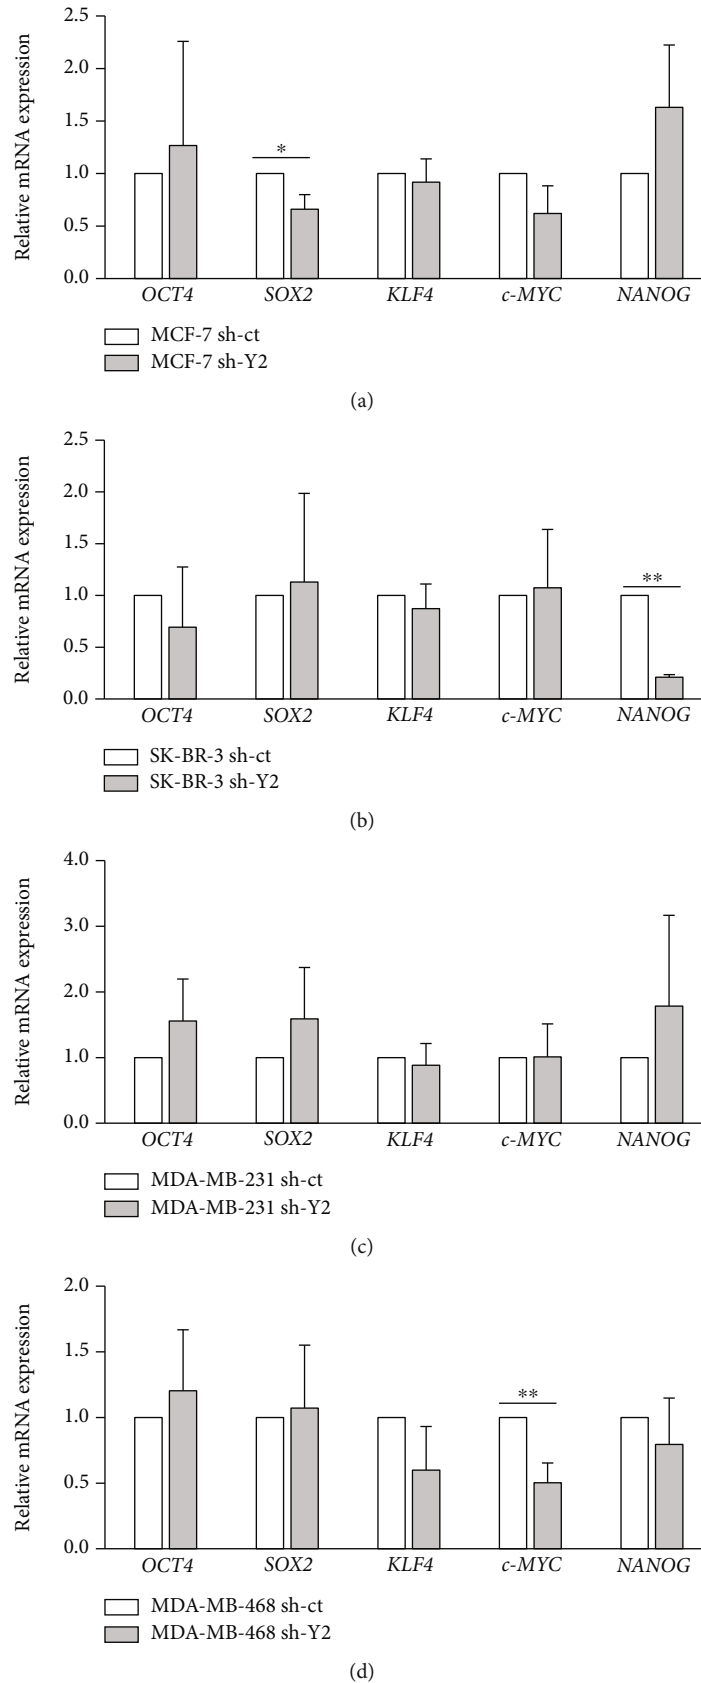 2.5
2.0
1.5
1.0
0.5
0.0
Relative mRNA expression
*
OCT4 SOX2 KLF4 c-MYC NANOG
MCF-7 sh-ct
MCF-7 sh-Y2
(a)
2.5
2.0
1.5
1.0
0.5
0.0
Relative mRNA expression
**
OCT4 SOX2 KLF4 c-MYC NANOG
SK-BR-3 sh-ct
SK-BR-3 sh-Y2
(b)
4.0
3.0
2.0
1.0
0.0
Relative mRNA expression
OCT4 SOX2 KLF4 c-MYC NANOG
MDA-MB-231 sh-ct
MDA-MB-231 sh-Y2
(c)
2.0
1.5
1.0
0.5
0.0
Relative mRNA expression
**
OCT4 SOX2 KLF4 c-MYC NANOG
MDA-MB-468 sh-ct
MDA-MB-468 sh-Y2
(d)